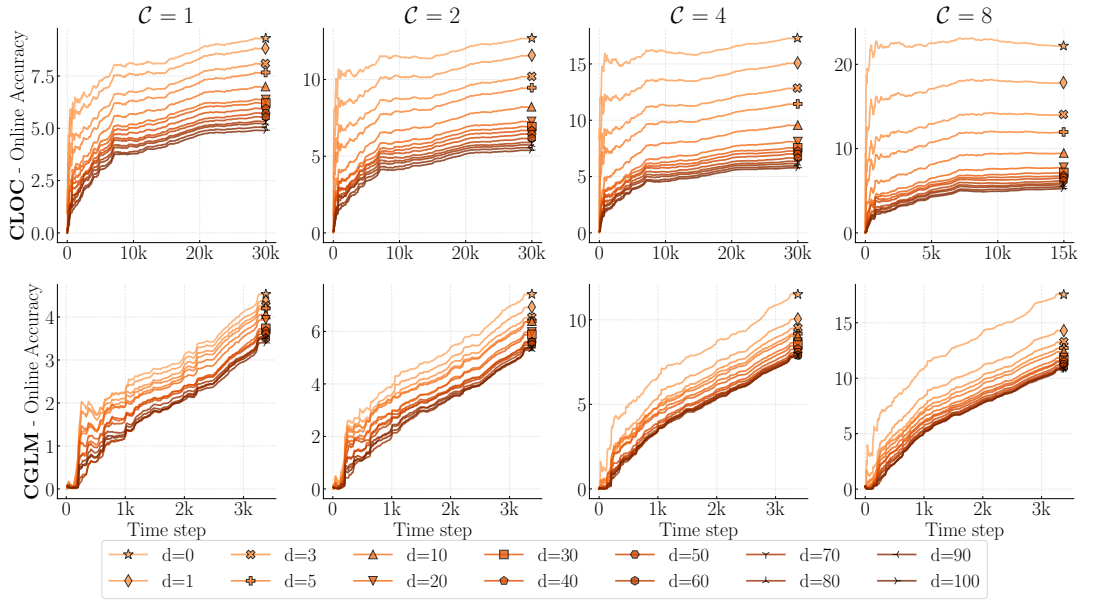 C = 1 C = 2 C = 4 C = 8
CLOC - Online Accuracy
7.5
5.0
2.5
0.0
0 10k 20k 30k
10
5
0
0 10k 20k 30k
15
10
5
0
0 10k 20k 30k
20
10
0
0 5k 10k 15k
CGLM - Online Accuracy
4
3
2
1
0
0 1k 2k 3k
Time step
6
4
2
0
0 1k 2k 3k
Time step
10
5
0
0 1k 2k 3k
Time step
15
10
5
0
0 1k 2k 3k
Time step
d=0 d=3 d=10 d=30 d=50 d=70 d=90
d=1 d=5 d=20 d=40 d=60 d=80 d=100